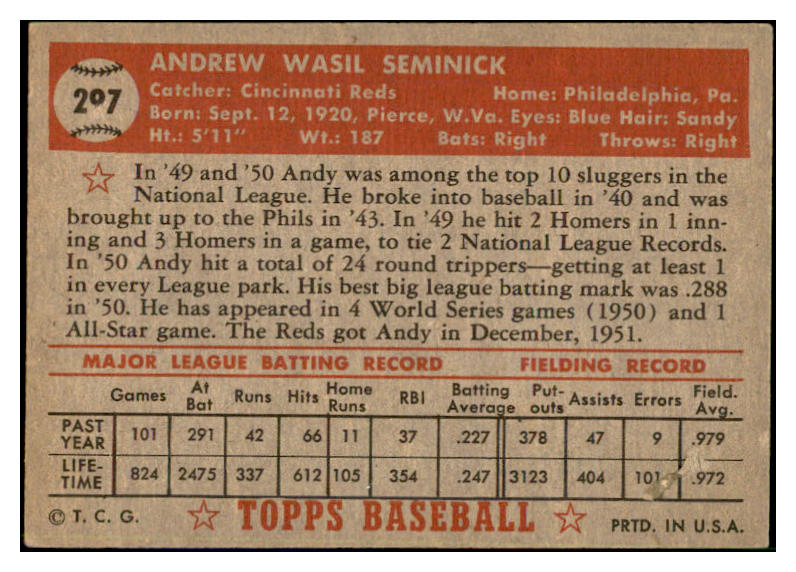 297
ANDREW WASIL SEMINICK
Catcher: Cincinnati Reds Home: Philadelphia, Pa.
Born: Sept. 12, 1920, Pierce, W.Va. Eyes: Blue Hair: Sandy
Ht.: 5'11" Wt.: 187 Bats: Right Throws: Right
In '49 and '50 Andy was among the top 10 sluggers in the
National League. He broke into baseball in '40 and was
brought up to the Phils in '43. In '49 he hit 2 Homers in 1 inn-
ing and 3 Homers in a game, to tie 2 National League Records.
In '50 Andy hit a total of 24 round trippers—getting at least 1
in every League park. His best big league batting mark was .288
in '50. He has appeared in 4 World Series games (1950) and 1
All-Star game. The Reds got Andy in December, 1951.
MAJOR LEAGUE BATTING RECORD FIELDING RECORD
Games At Bat Runs Hits Home Runs RBI Batting Average Put-outs Assists Errors Field. Avg.
PAST YEAR 101 291 42 66 11 37 .227 378 47 9 .979
LIFE-TIME 824 2475 337 612 105 354 .247 3123 404 101 .972
© T. C. G. TOPPS BASEBALL PRTD. IN U.S.A.